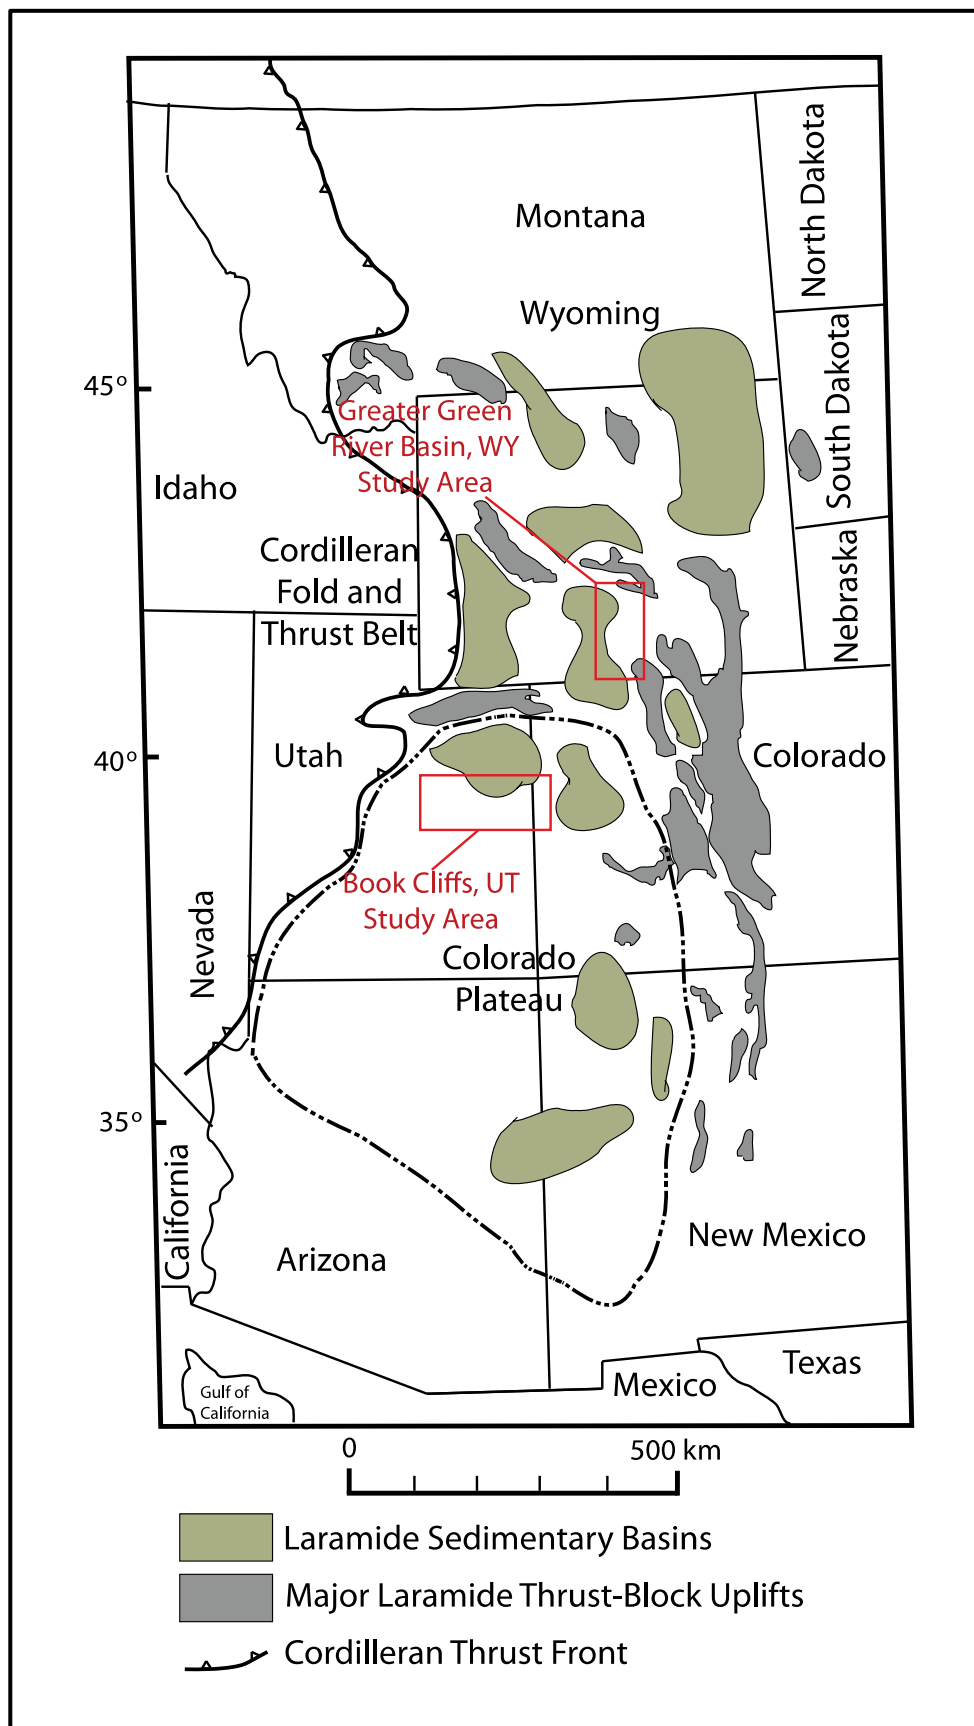 North Dakota
Montana
Wyoming
South Dakota
45°
Greater Green
River Basin, WY
Study Area
Idaho
Cordilleran
Fold and
Thrust Belt
Nebraska
Utah
Colorado
40°
Book Cliffs, UT
Study Area
Nevada
Colorado
Plateau
35°
California
New Mexico
Arizona
Texas
Mexico
Gulf of
California
0
500 km
Laramide Sedimentary Basins
Major Laramide Thrust-Block Uplifts
Cordilleran Thrust Front